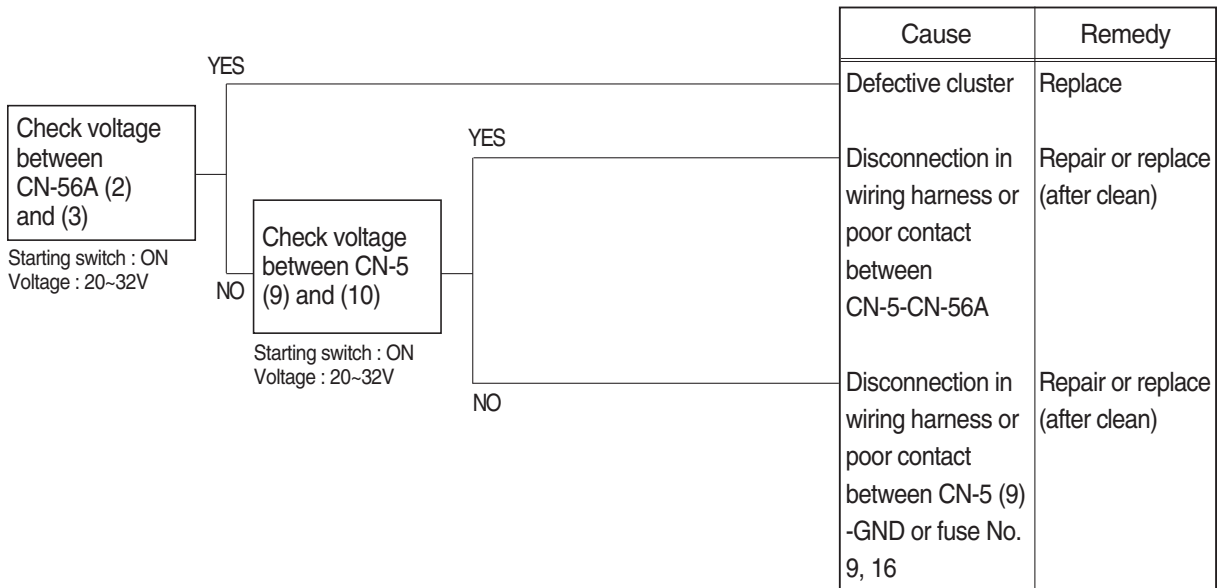 Cause
Remedy
YES
Defective cluster
Replace
Check voltage
between
CN-56A (2)
and (3)
Starting switch : ON
Voltage : 20~32V
YES
Disconnection in
wiring harness or
poor contact
between
CN-5-CN-56A
Repair or replace
(after clean)
NO
Check voltage
between CN-5
(9) and (10)
Starting switch : ON
Voltage : 20~32V
NO
Disconnection in
wiring harness or
poor contact
between CN-5 (9)
-GND or fuse No.
9, 16
Repair or replace
(after clean)